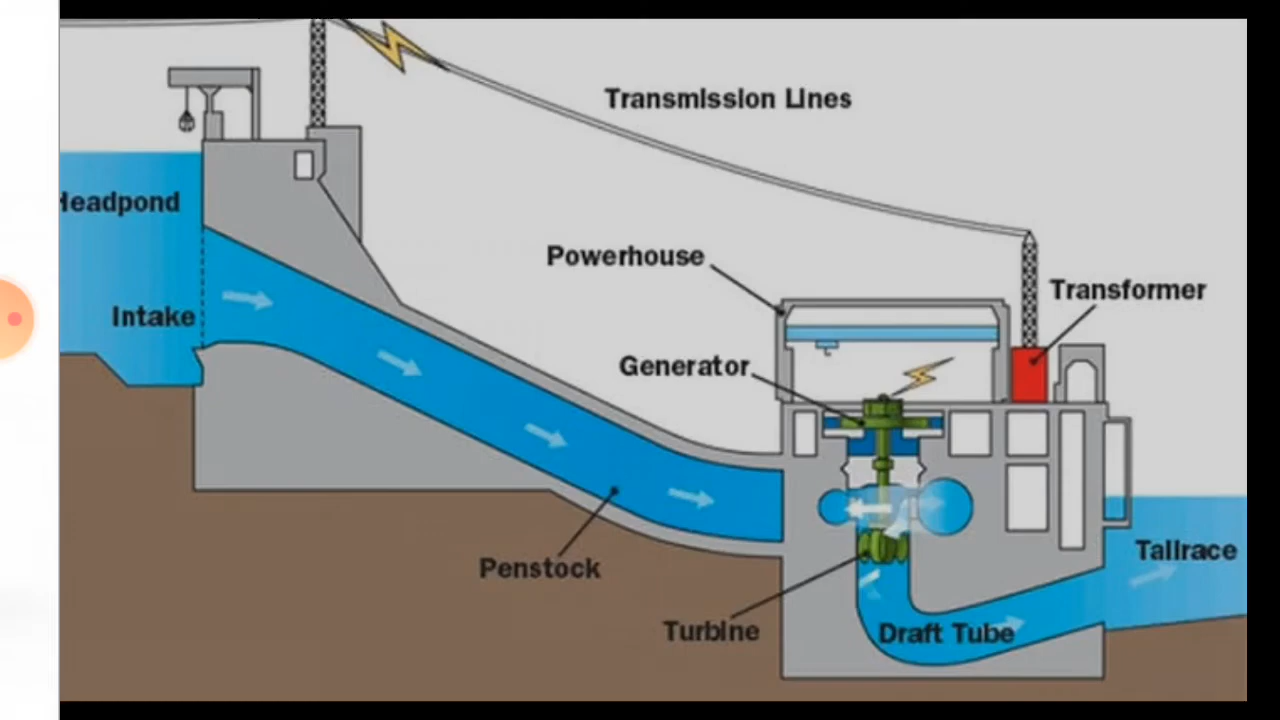 Transmission Lines
Headpond
Powerhouse
Transformer
Intake
Generator
Tailrace
Penstock
Turbine
Draft Tube